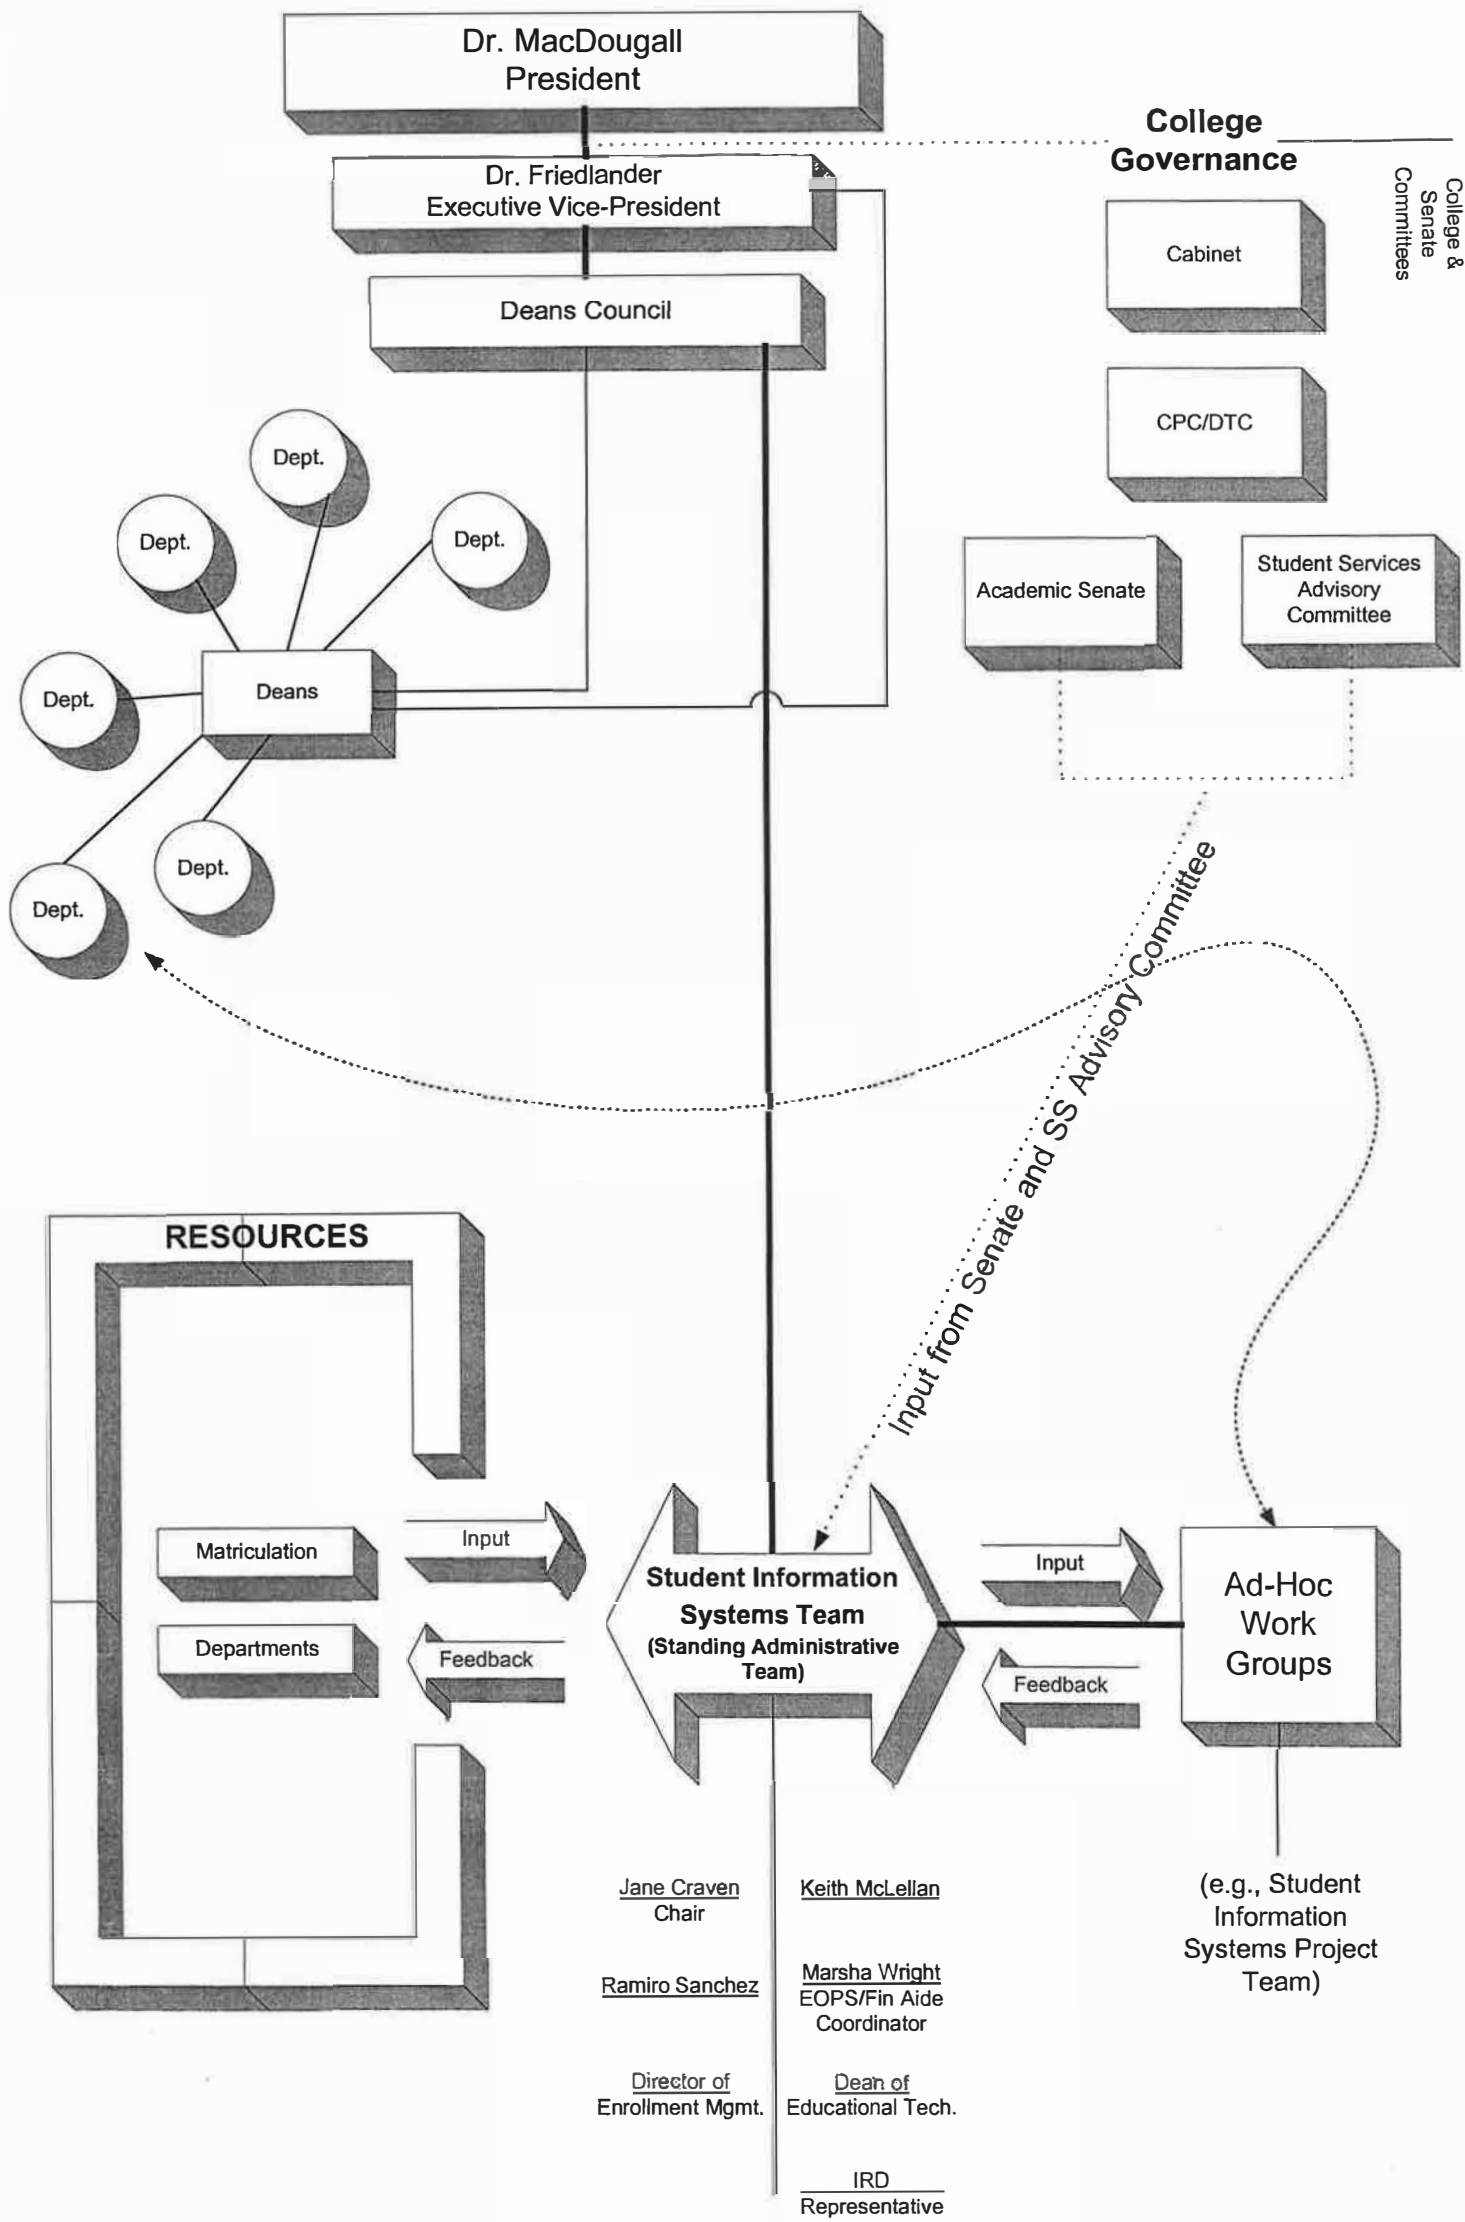 Dr. MacDougall
President
College
Governance
College &
Senate
Committees
Dr. Friedlander
Executive Vice-President
Cabinet
Deans Council
CPC/DTC
Dept.
Dept.
Dept.
Academic Senate
Student Services
Advisory
Committee
Dept.
Deans
Dept.
Dept.
Input from Senate and SS Advisory Committee
RESOURCES
Matriculation
Departments
Input
Feedback
Student Information
Systems Team
(Standing Administrative
Team)
Input
Feedback
Ad-Hoc
Work
Groups
(e.g., Student
Information
Systems Project
Team)
Jane Craven
Chair
Keith McLellan
Ramiro Sanchez
Marsha Wright
EOPS/Fin Aide
Coordinator
Director of
Enrollment Mgmt.
Dean of
Educational Tech.
IRD
Representative